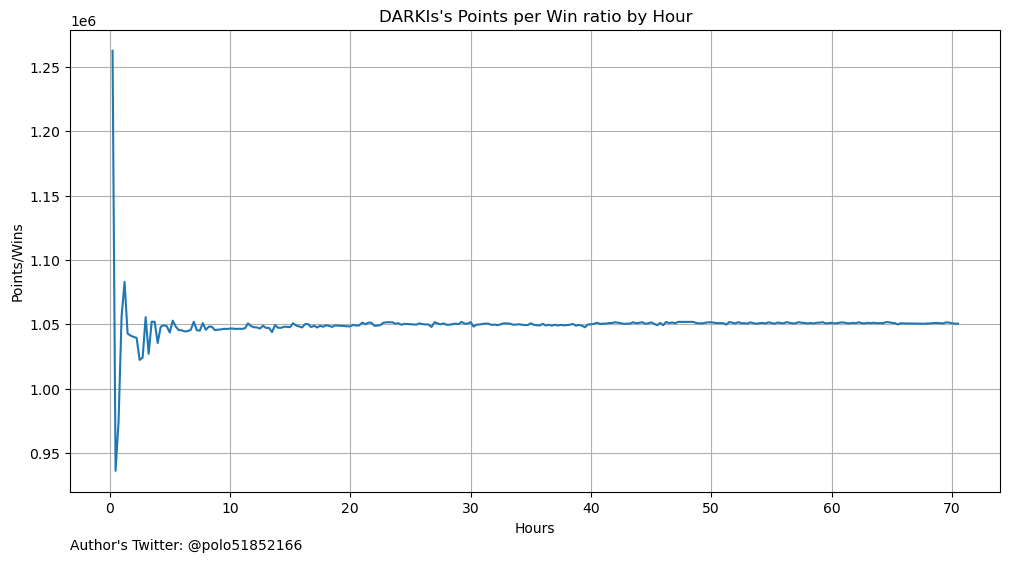 DARKIs's Points per Win ratio by Hour
1e6
1.25
1.20
1.15
1.10
1.05
1.00
0.95
Points/Wins
0 10 20 30 40 50 60 70
Hours
Author's Twitter: @polo51852166